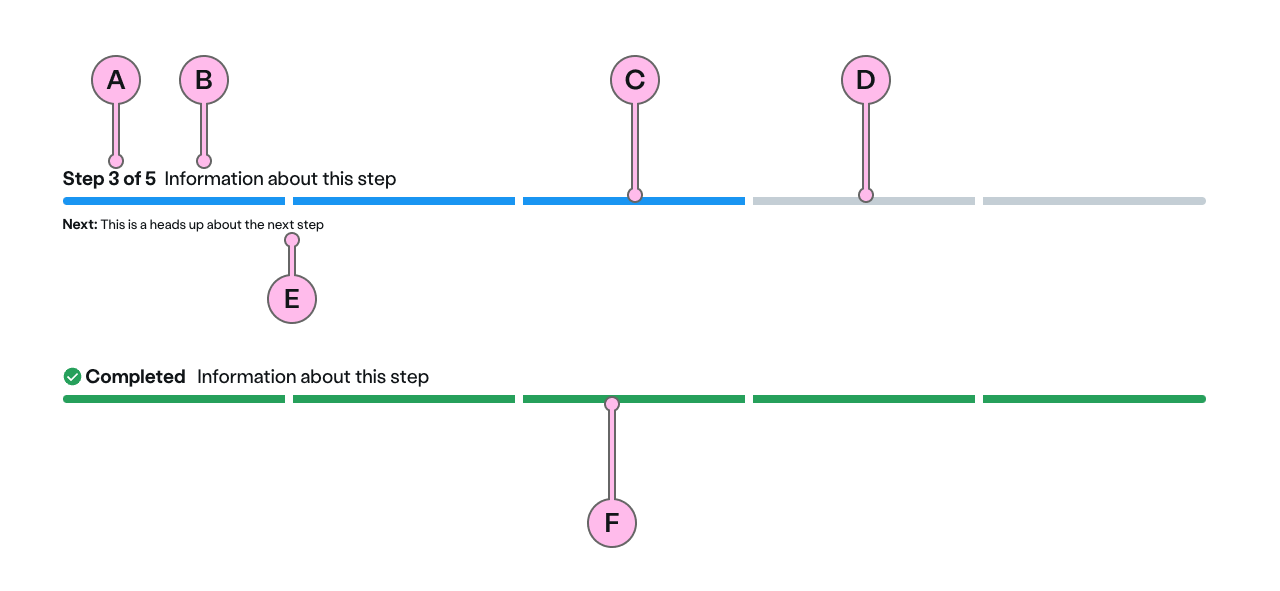 A B C D
Step 3 of 5 Information about this step
Next: This is a heads up about the next step
E
Completed Information about this step
F